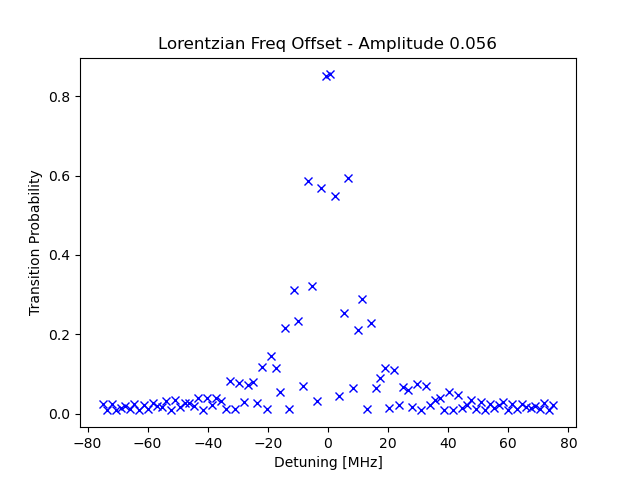 Lorentzian Freq Offset - Amplitude 0.056
Transition Probability
0.8
0.6
0.4
0.2
0.0
−80 −60 −40 −20 0 20 40 60 80
Detuning [MHz]